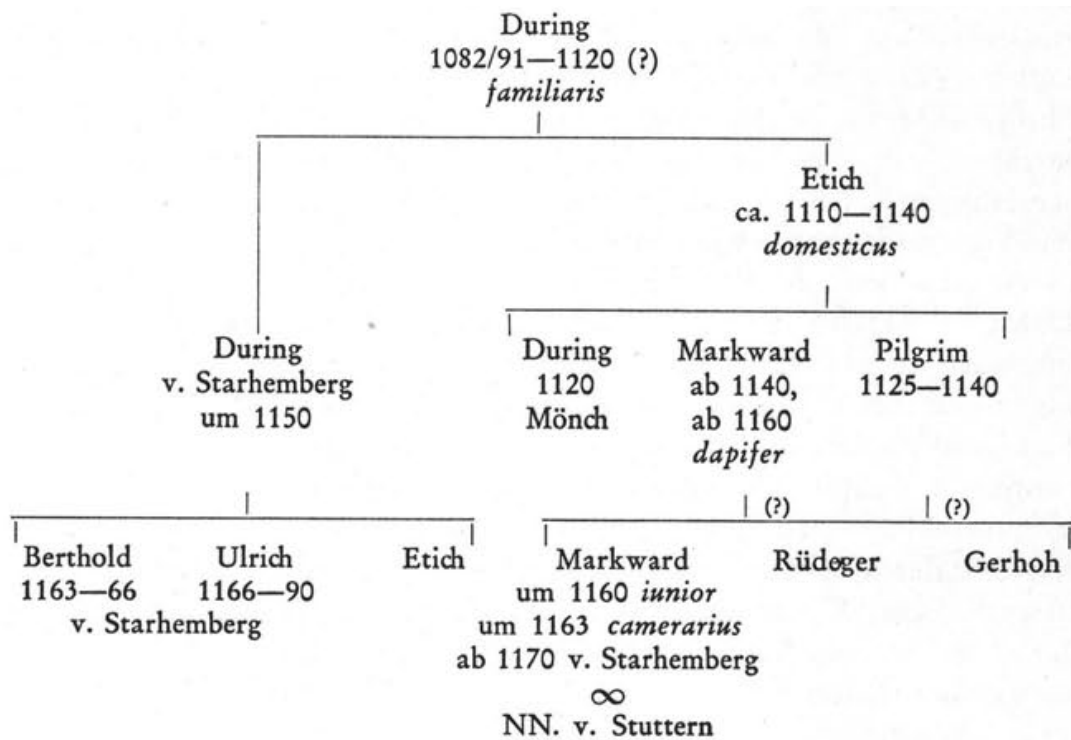 During
1082/91—1120 (?)
familiaris
Etich
ca. 1110—1140
domesticus
During
v. Starhemberg
um 1150
During
1120
Mönch
Markward
ab 1140,
ab 1160
dapifer
Pilgrim
1125—1140
(?)
(?)
Berthold
1163—66
Ulrich
1166—90
v. Starhemberg
Etich
Markward
um 1160 iunior
um 1163 camerarius
ab 1170 v. Starhemberg
∞
NN. v. Stuttern
Rüdeger
Gerhoh